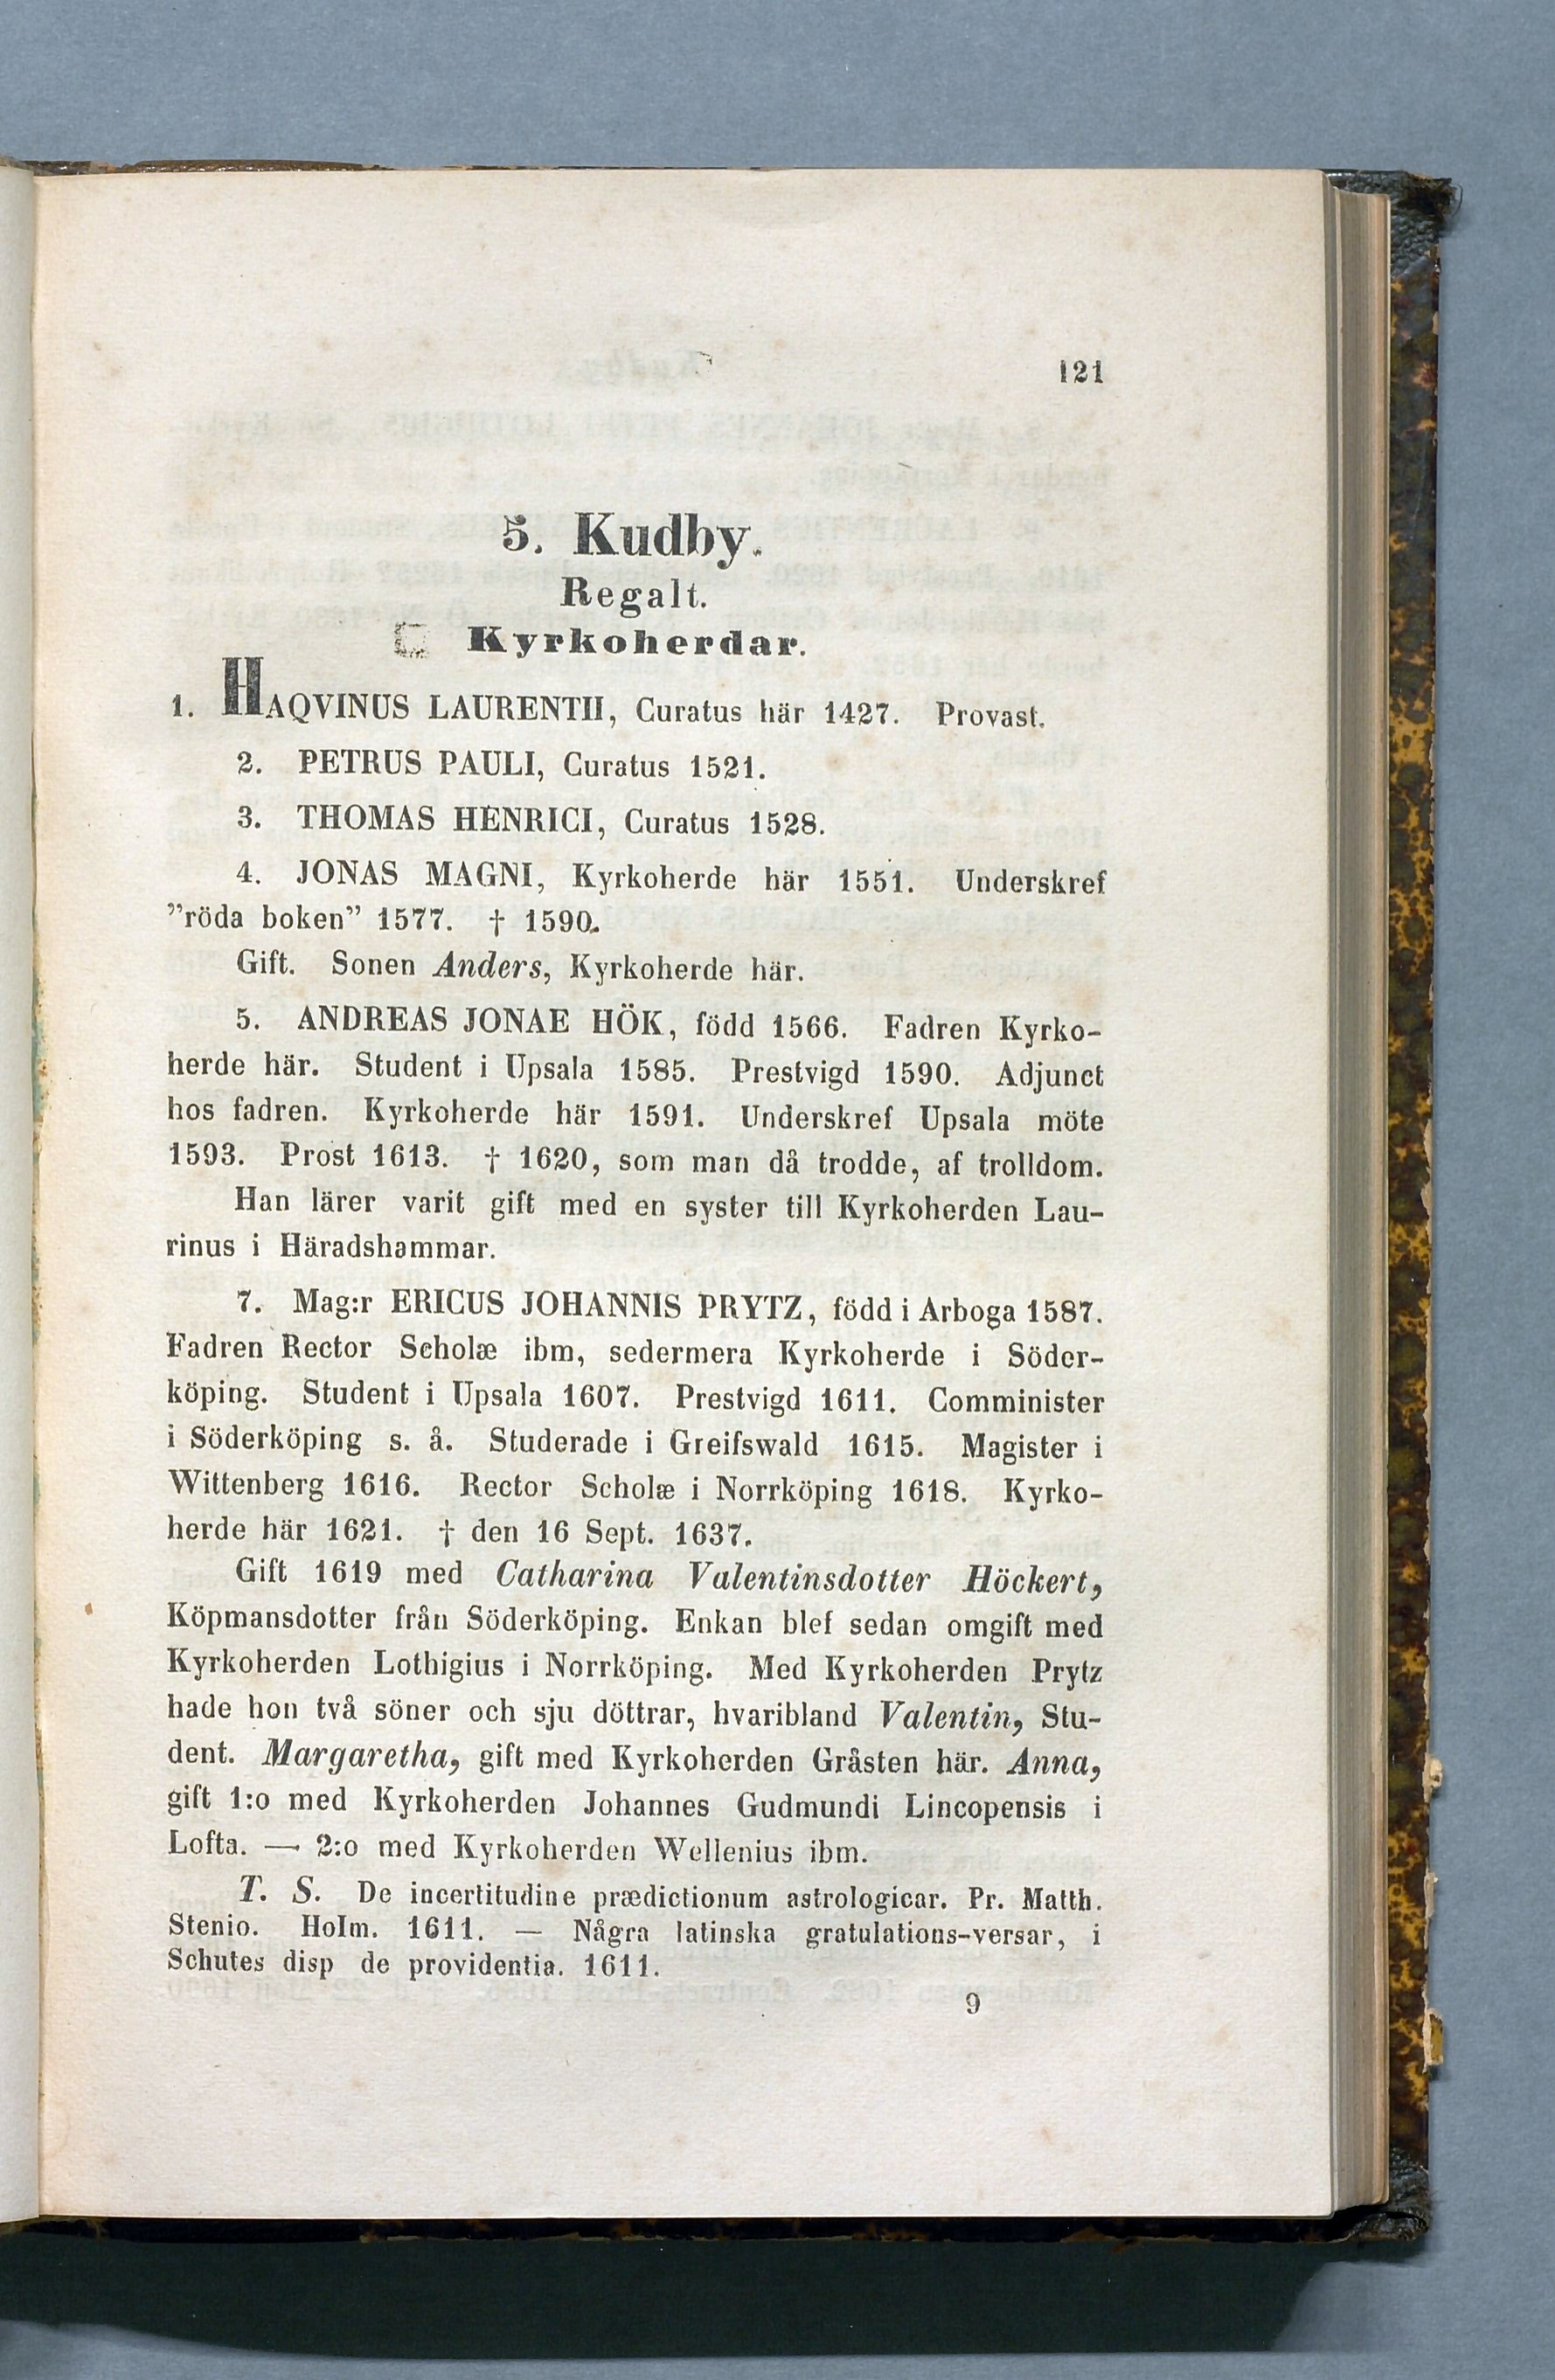 121
5. Kudby.
Regalt.
Kyrkoherdar.
1. HAQVINUS LAURENTII, Curatus här 1427. Provast.
2. PETRUS PAULI, Curatus 1521.
3. THOMAS HENRICI, Curatus 1528.
4. JONAS MAGNI, Kyrkoherde här 1551. Underskref
”röda boken” 1577. † 1590.
Gift. Sonen Anders, Kyrkoherde här.
5. ANDREAS JONAE HÖK, född 1566. Fadren Kyrko-
herde här. Student i Upsala 1585. Prestvigd 1590. Adjunct
hos fadren. Kyrkoherde här 1591. Underskref Upsala möte
1593. Prost 1613. † 1620, som man då trodde, af trolldom.
Han lärer varit gift med en syster till Kyrkoherden Lau-
rinus i Häradshammar.
7. Mag:r ERICUS JOHANNIS PRYTZ, född i Arboga 1587.
Fadren Rector Scholæ ibm, sedermera Kyrkoherde i Söder-
köping. Student i Upsala 1607. Prestvigd 1611. Comminister
i Söderköping s. å. Studerade i Greifswald 1615. Magister i
Wittenberg 1616. Rector Scholæ i Norrköping 1618. Kyrko-
herde här 1621. † den 16 Sept. 1637.
Gift 1619 med Catharina Valentinsdotter Höckert,
Köpmansdotter från Söderköping. Enkan blef sedan omgift med
Kyrkoherden Lothigius i Norrköping. Med Kyrkoherden Prytz
hade hon två söner och sju döttrar, hvaribland Valentin, Stu-
dent. Margaretha, gift med Kyrkoherden Gråsten här. Anna,
gift 1:o med Kyrkoherden Johannes Gudmundi Lincopensis i
Lofta. — 2:o med Kyrkoherden Wellenius ibm.
T. S. De incertitudine prædictionum astrologicar. Pr. Matth.
Stenio. Holm. 1611. — Några latinska gratulations-versar, i
Schutes disp de providentia. 1611.
9